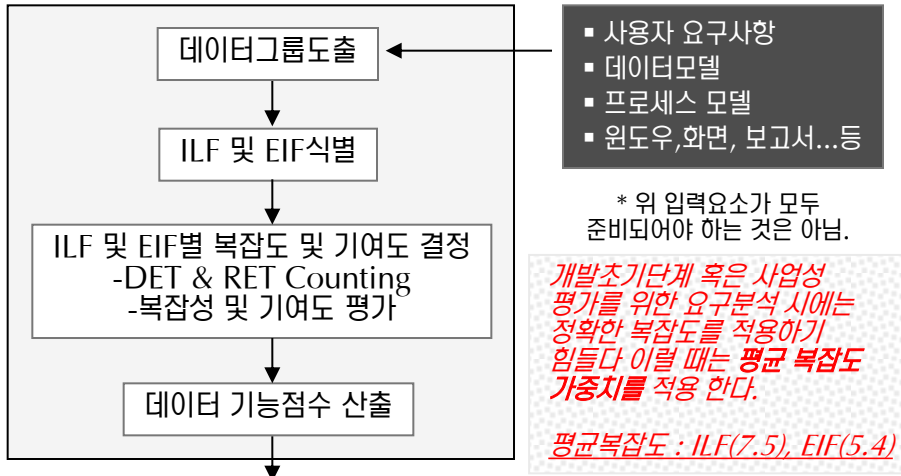 데이터그룹도출
ILF 및 EIF식별
ILF 및 EIF별 복잡도 및 기여도 결정
-DET & RET Counting
-복잡성 및 기여도 평가
데이터 기능점수 산출
▪ 사용자 요구사항
▪ 데이터모델
▪ 프로세스 모델
▪ 윈도우,화면, 보고서...등
* 위 입력요소가 모두
준비되어야 하는 것은 아님.
개발초기단계 혹은 사업성
평가를 위한 요구분석 시에는
정확한 복잡도를 적용하기
힘들다 이럴 때는 평균 복잡도
가중치를 적용 한다.
평균복잡도 : ILF(7.5), EIF(5.4)